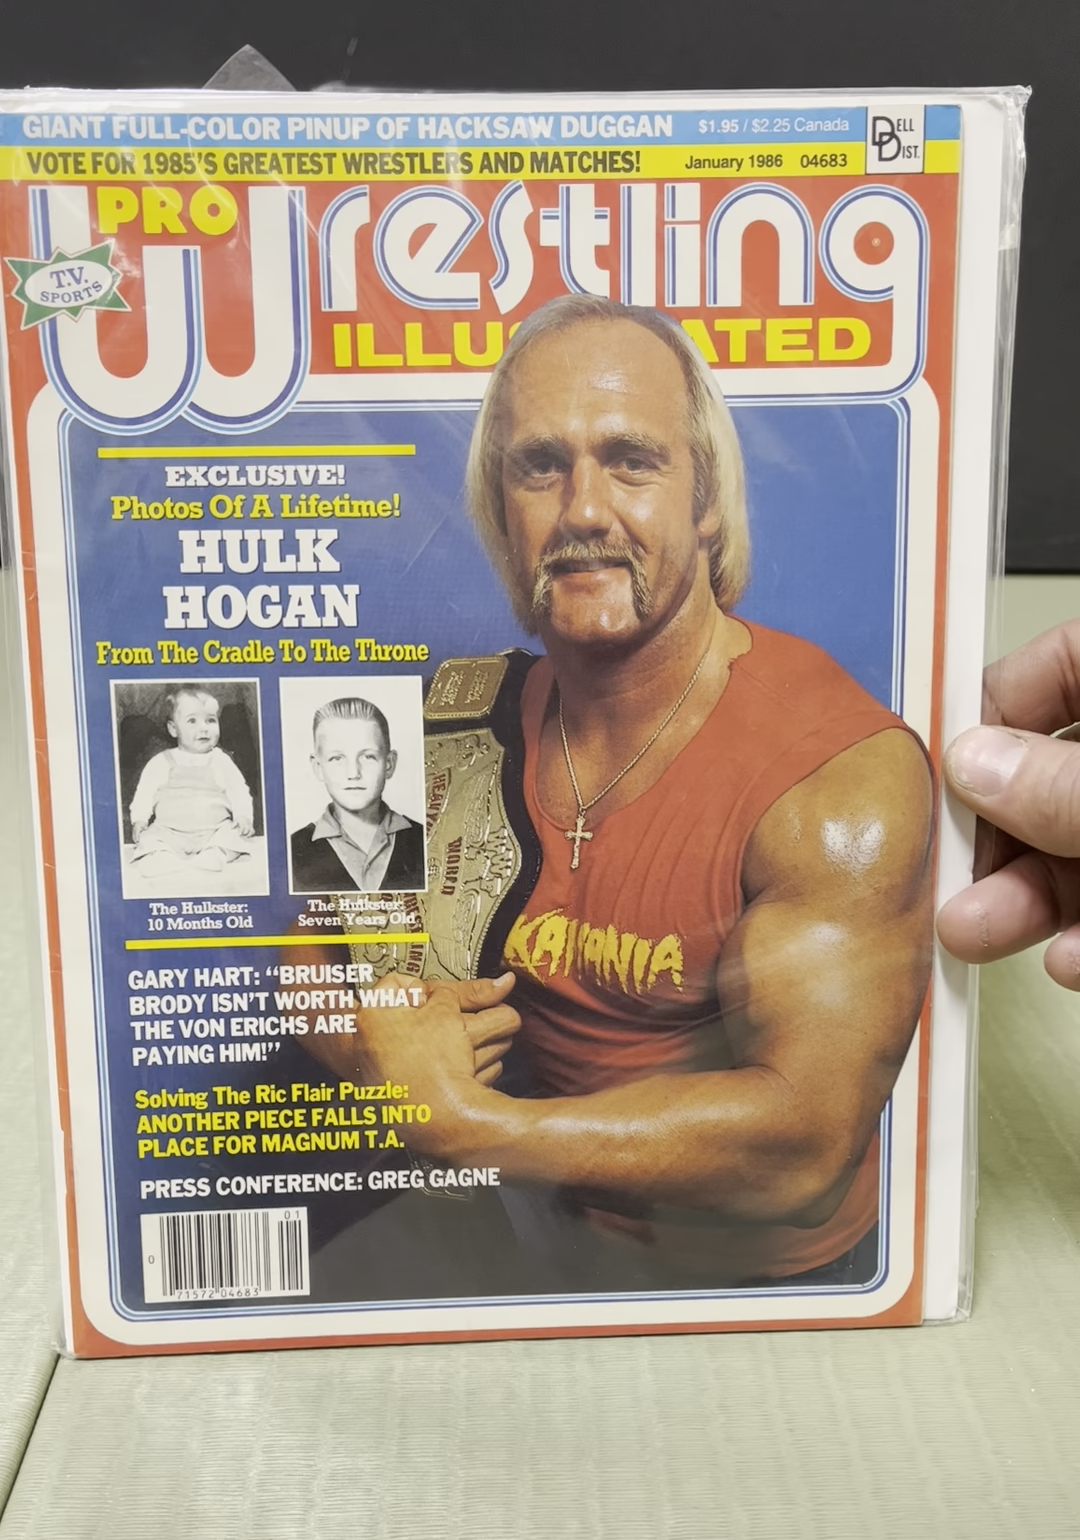 GIANT FULL-COLOR PINUP OF HACKSAW DUGGAN
$1.95 / $2.25 Canada
DELL
DIST.
VOTE FOR 1985'S GREATEST WRESTLERS AND MATCHES!
January 1986 04683
PRO
Wrestling
ILLU ATED
T.V.
SPORTS
EXCLUSIVE!
Photos Of A Lifetime!
HULK
HOGAN
From The Cradle To The Throne
The Hulkster:
10 Months Old
The Hulkster:
Seven Years Old
WORLD
KAMANIA
GARY HART: “BRUISER
BRODY ISN'T WORTH WHAT
THE VON ERICHS ARE
PAYING HIM!”
Solving The Ric Flair Puzzle:
ANOTHER PIECE FALLS INTO
PLACE FOR MAGNUM T.A.
PRESS CONFERENCE: GREG GAGNE
01
0
71572 04683